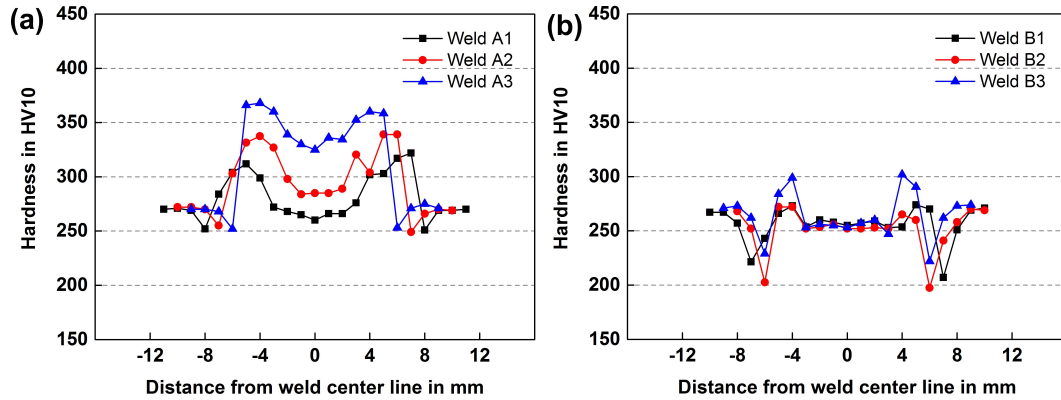 (a)
450
400
350
300
250
200
150
Hardness in HV10
Weld A1
Weld A2
Weld A3
-12 -8 -4 0 4 8 12
Distance from weld center line in mm
(b)
450
400
350
300
250
200
150
Hardness in HV10
Weld B1
Weld B2
Weld B3
-12 -8 -4 0 4 8 12
Distance from weld center line in mm